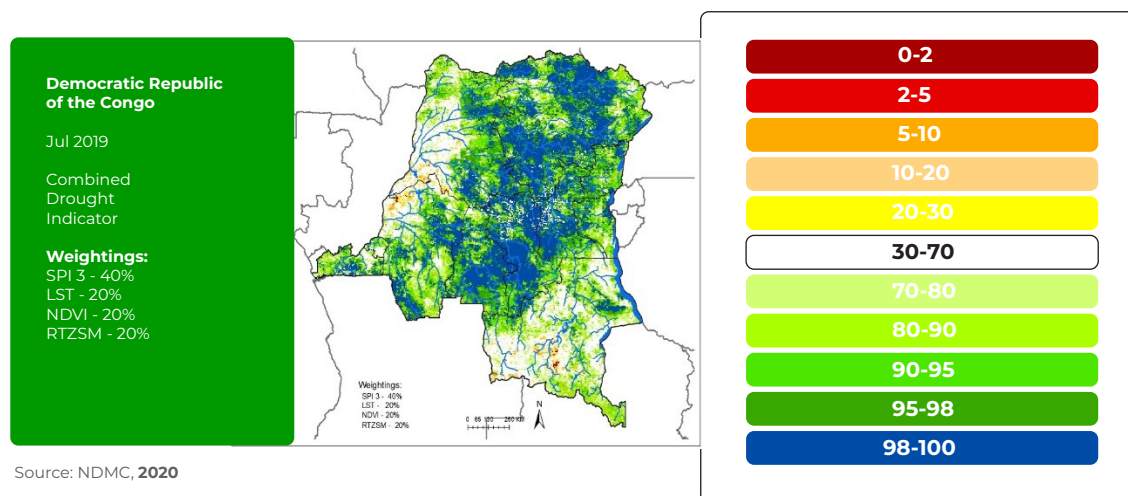 Democratic Republic
of the Congo
Jul 2019
Combined
Drought
Indicator
Weightings:
SPI 3 - 40%
LST - 20%
NDVI - 20%
RTZSM - 20%
Weightings:
SPI 3 - 40%
LST - 20%
NDVI - 20%
RTZSM - 20%
N
0-2
2-5
5-10
10-20
20-30
30-70
70-80
80-90
90-95
95-98
98-100
Source: NDMC, 2020